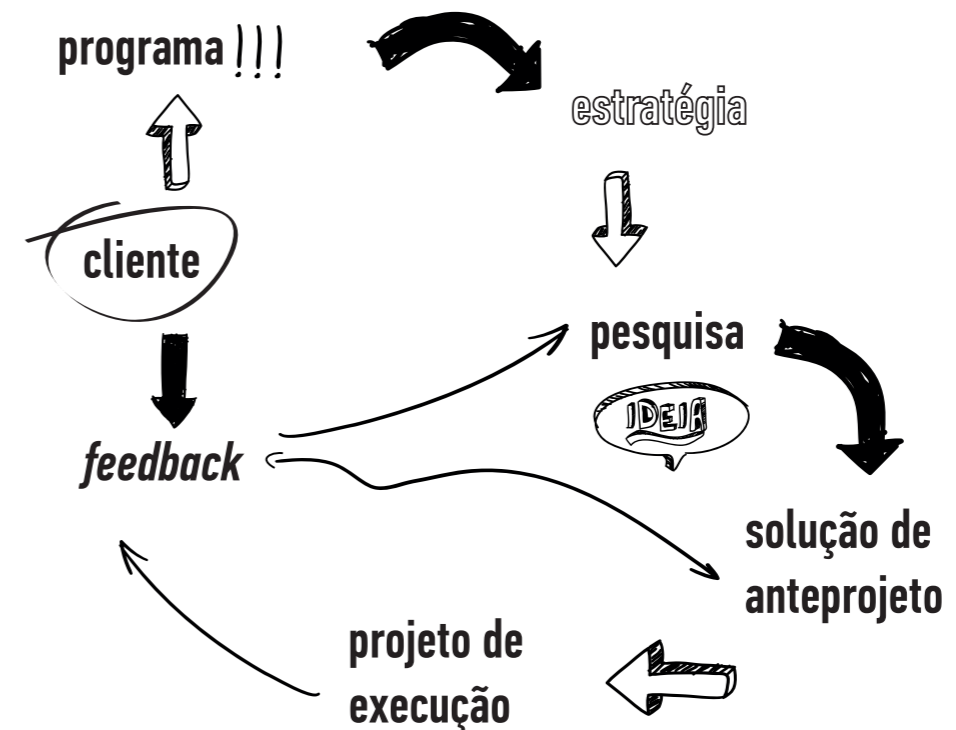 programa !!!
estratégia
cliente
pesquisa
IDEIA
feedback
solução de
anteprojeto
projeto de
execução